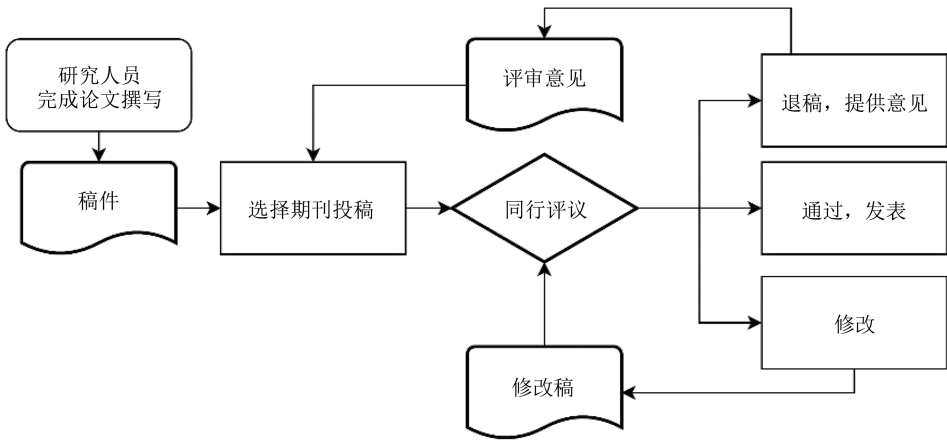 研究人员
完成论文撰写
稿件
选择期刊投稿
评审意见
同行评议
修改稿
退稿，提供意见
通过，发表
修改